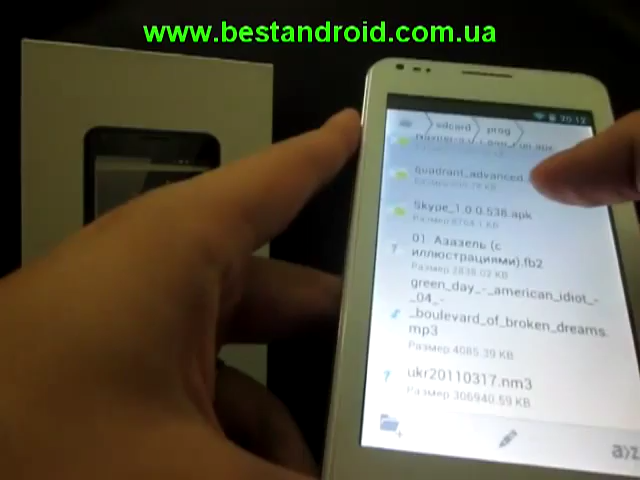 www.bestandroid.com.ua
20:12
sdcard
prog
Quadrant_advanced
Skype_1.0.0.538.apk
Размер 8704.1 KB
01. Азазель (с
иллюстрациями).fb2
Размер 2838.02 KB
green_day_-_american_idiot_-
_04_-
_boulevard_of_broken_dreams.
mp3
Размер 4085.39 KB
ukr20110317.nm3
Размер 306940.59 KB